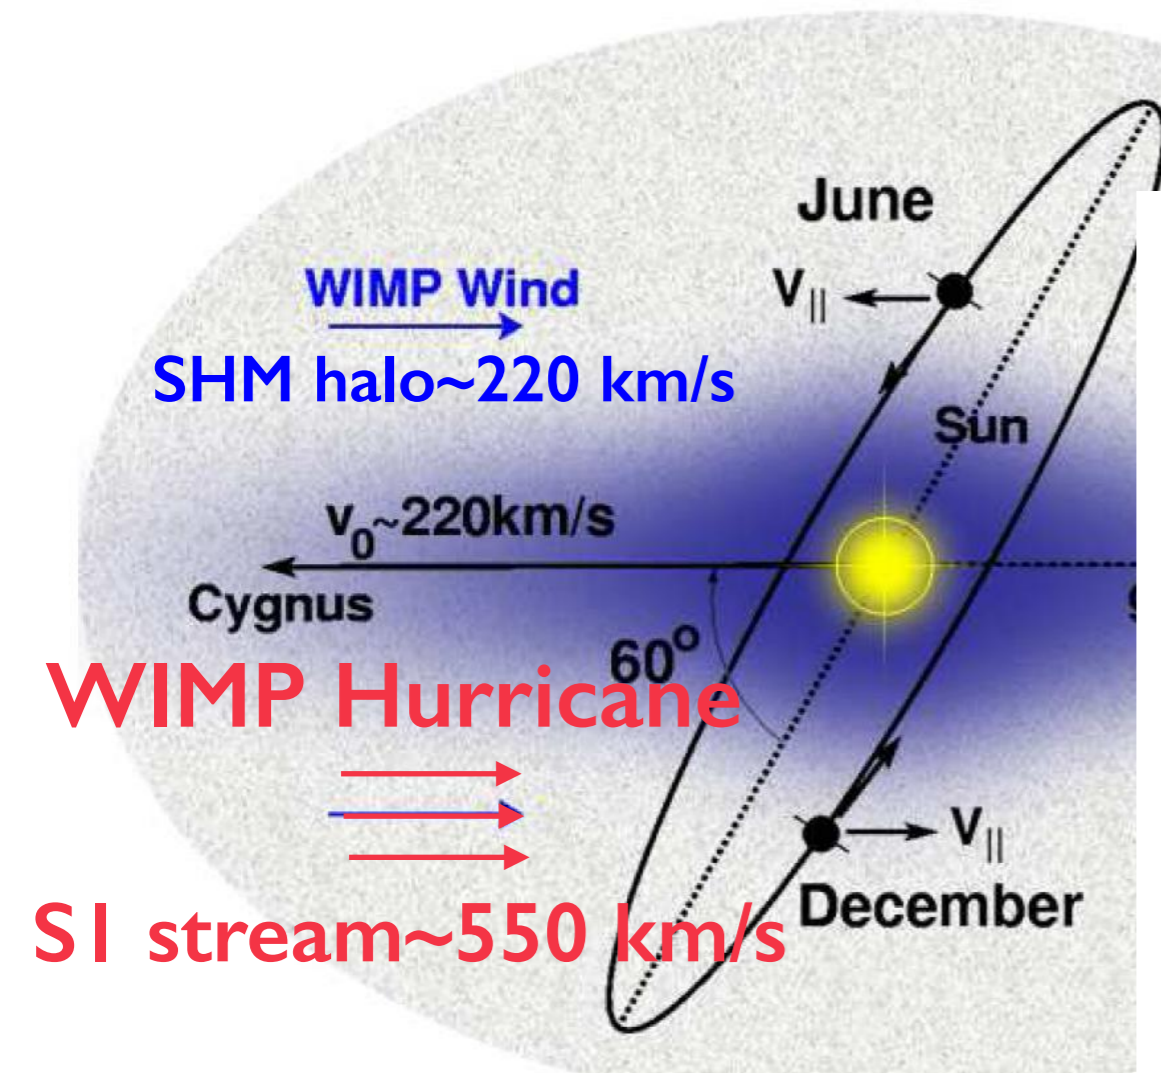 June
WIMP Wind
V||
SHM halo~220 km/s
Sun
v0~220km/s
Cygnus
60°
WIMP Hurricane
V||
December
S1 stream~550 km/s